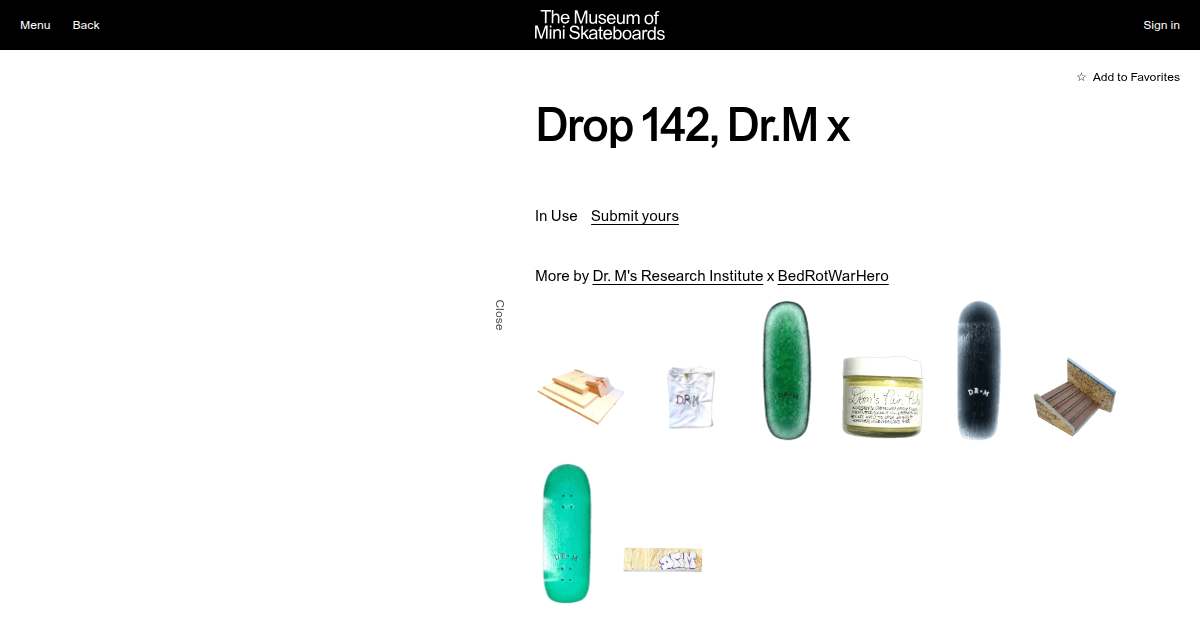 Menu Back
The Museum of
Mini Skateboards
Sign in
☆ Add to Favorites
Drop 142, Dr.M x
In Use Submit yours
More by Dr. M's Research Institute x BedRotWarHero
Close
DR M
DR•M
DR•M